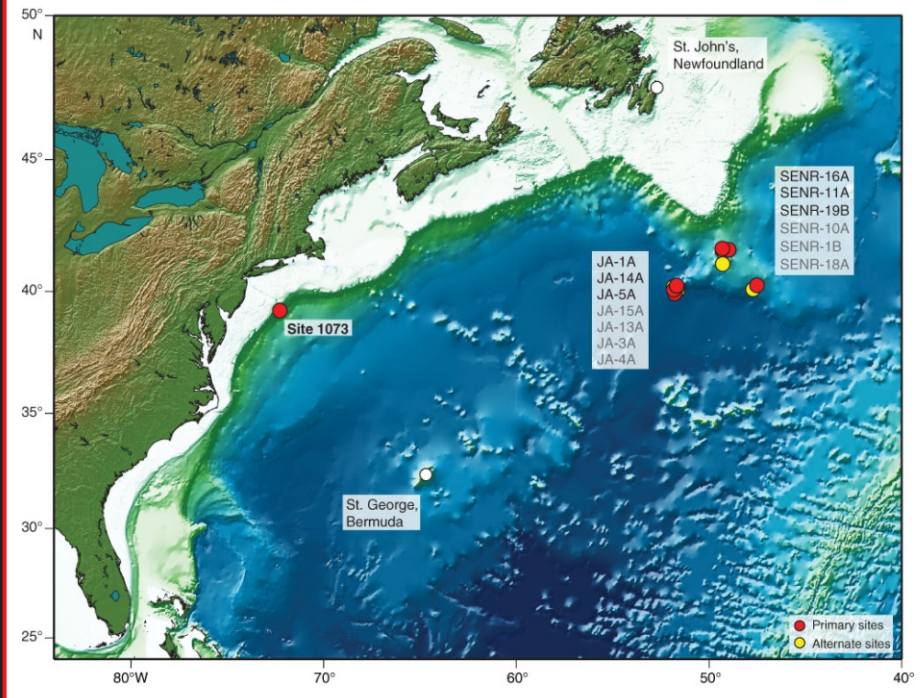 50°
N
St. John's,
Newfoundland
45°
SENR-16A
SENR-11A
SENR-19B
SENR-10A
SENR-1B
SENR-18A
JA-1A
JA-14A
JA-5A
JA-15A
JA-13A
JA-3A
JA-4A
40°
Site 1073
35°
St. George,
Bermuda
30°
25°
Primary sites
Alternate sites
80°W
70°
60°
50°
40°